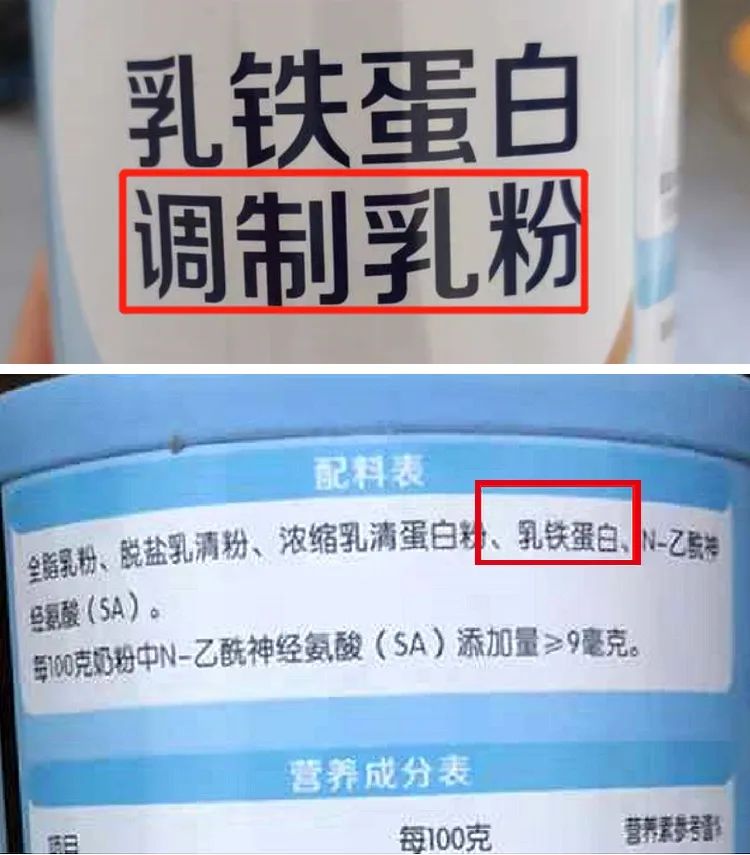 乳铁蛋白
调制乳粉
配料表
全脂乳粉、脱盐乳清粉、浓缩乳清蛋白粉、乳铁蛋白、N-乙酰神
经氨酸（SA）。
每100克奶粉中N-乙酰神经氨酸（SA）添加量≥9毫克。
营养成分表
项目 每100克 营养素参考值%